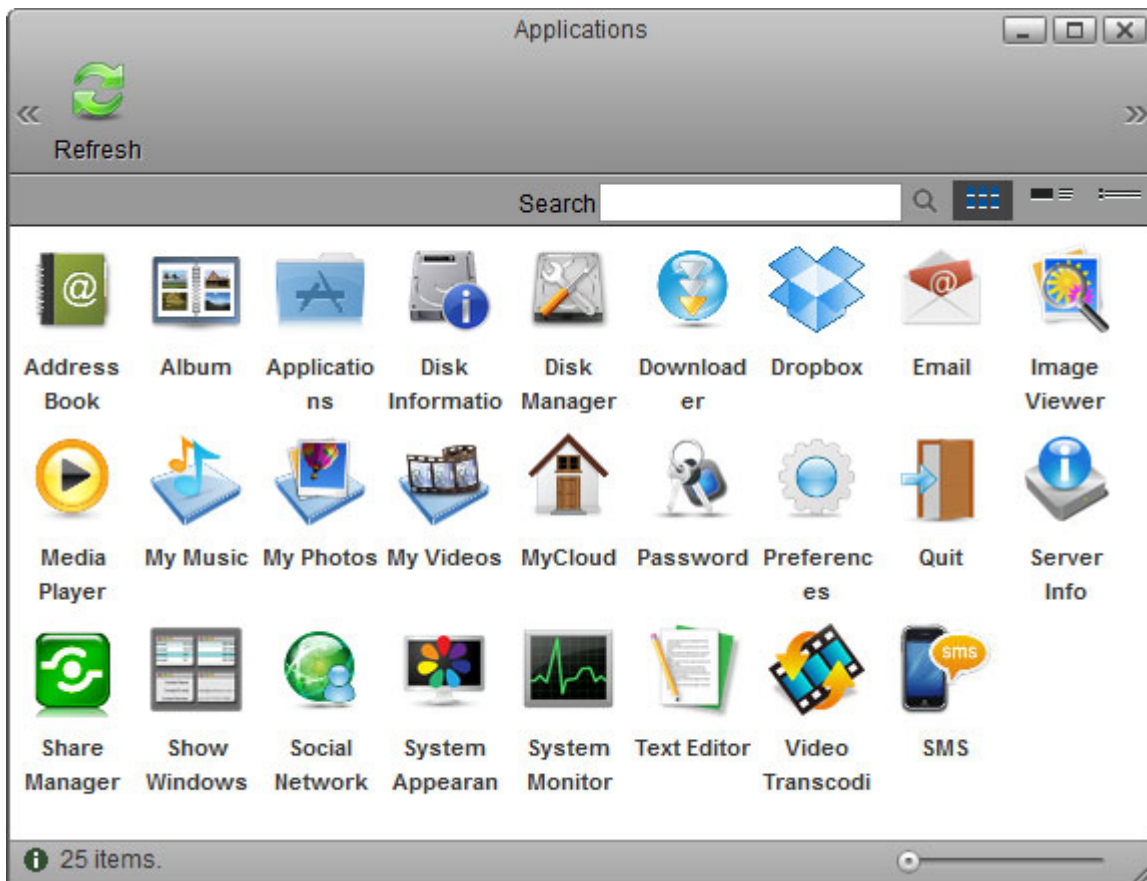 Applications
Refresh
Search
Address Album Applicatio Disk Disk Download Dropbox Email Image
Book ns Informatio Manager er Viewer
Media My Music My Photos My Videos MyCloud Password Preferenc Quit Server
Player es Info
sms
Share Show Social System System Text Editor Video SMS
Manager Windows Network Appearan Monitor Transcodi
25 items.